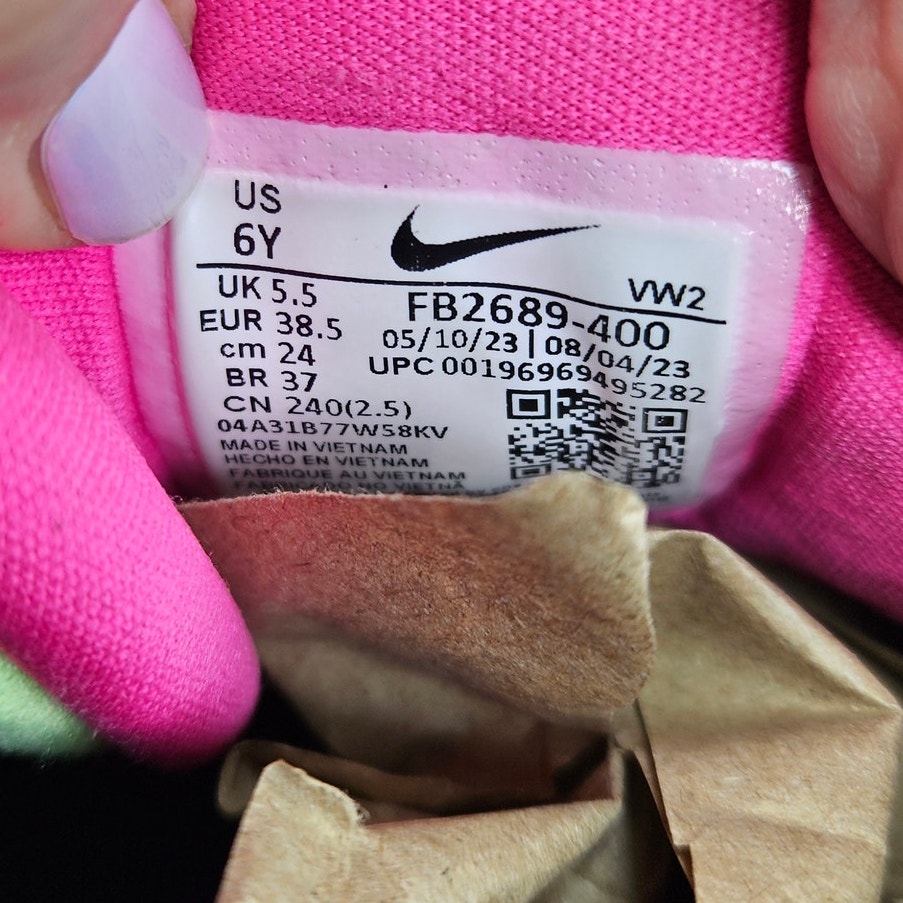 US
6Y
UK 5.5
EUR 38.5
cm 24
BR 37
CN 240(2.5)
04A31B77W58KV
MADE IN VIETNAM
HECHO EN VIETNAM
FABRIQUE AU VIETNAM
VW2
FB2689-400
05/10/23 | 08/04/23
UPC 00196969495282